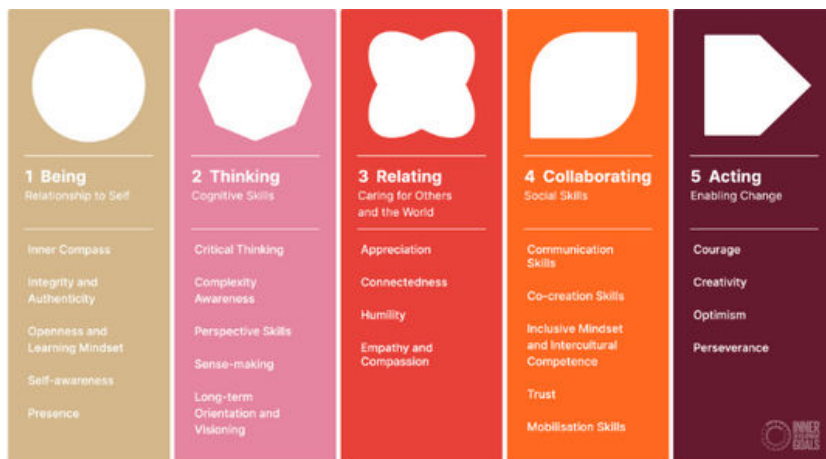 1 Being
Relationship to Self
Inner Compass
Integrity and
Authenticity
Openness and
Learning Mindset
Self-awareness
Presence
2 Thinking
Cognitive Skills
Critical Thinking
Complexity
Awareness
Perspective Skills
Sense-making
Long-term
Orientation and
Visioning
3 Relating
Caring for Others
and the World
Appreciation
Connectedness
Humility
Empathy and
Compassion
4 Collaborating
Social Skills
Communication
Skills
Co-creation Skills
Inclusive Mindset
and Intercultural
Competence
Trust
Mobilisation Skills
5 Acting
Enabling Change
Courage
Creativity
Optimism
Perseverance
INNER
DEVELOPMENT
GOALS